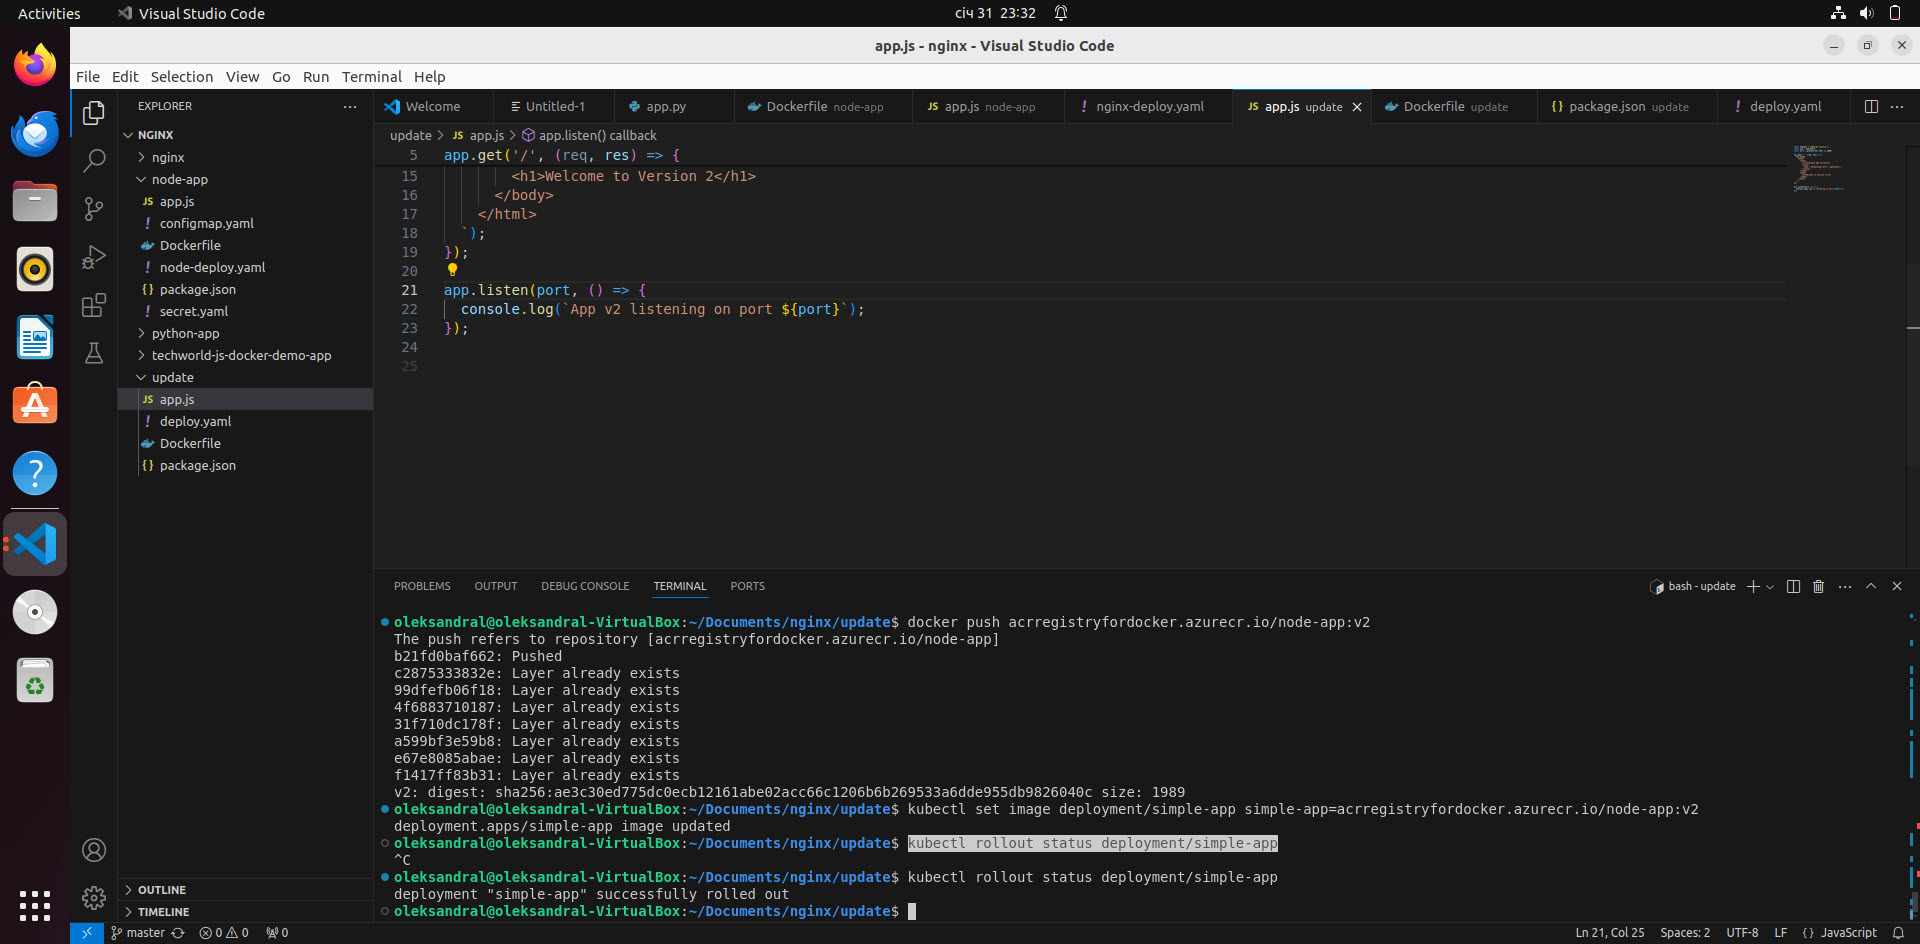 Activities
Visual Studio Code
січ 31 23:32
app.js - nginx - Visual Studio Code
File Edit Selection View Go Run Terminal Help
EXPLORER
NGINX
nginx
node-app
app.js
configmap.yaml
Dockerfile
node-deploy.yaml
package.json
secret.yaml
python-app
techworld-js-docker-demo-app
update
app.js
deploy.yaml
Dockerfile
package.json
OUTLINE
TIMELINE
Welcome
Untitled-1
app.py
Dockerfile node-app
JS app.js node-app
! nginx-deploy.yaml
JS app.js update
Dockerfile update
{} package.json update
! deploy.yaml
update > JS app.js > app.listen() callback
5 app.get('/', (req, res) => {
15 <h1>Welcome to Version 2</h1>
16 </body>
17 </html>
18 `);
19 });
20
21 app.listen(port, () => {
22 console.log(`App v2 listening on port ${port}`);
23 });
24
25
PROBLEMS OUTPUT DEBUG CONSOLE TERMINAL PORTS
bash - update
oleksandral@oleksandral-VirtualBox:~/Documents/nginx/update$ docker push acrregistryfordocker.azurecr.io/node-app:v2
The push refers to repository [acrregistryfordocker.azurecr.io/node-app]
b21fd0baf662: Pushed
c2875333832e: Layer already exists
99dfefb06f18: Layer already exists
4f6883710187: Layer already exists
31f710dc178f: Layer already exists
a599bf3e59b8: Layer already exists
e67e8085abae: Layer already exists
f1417ff83b31: Layer already exists
v2: digest: sha256:ae3c30ed775dc0ecb12161abe02acc66c1206b6b269533a6dde955db9826040c size: 1989
oleksandral@oleksandral-VirtualBox:~/Documents/nginx/update$ kubectl set image deployment/simple-app simple-app=acrregistryfordocker.azurecr.io/node-app:v2
deployment.apps/simple-app image updated
oleksandral@oleksandral-VirtualBox:~/Documents/nginx/update$ kubectl rollout status deployment/simple-app
^C
oleksandral@oleksandral-VirtualBox:~/Documents/nginx/update$ kubectl rollout status deployment/simple-app
deployment "simple-app" successfully rolled out
oleksandral@oleksandral-VirtualBox:~/Documents/nginx/update$
master 0 0 0
Ln 21, Col 25 Spaces: 2 UTF-8 LF {} JavaScript